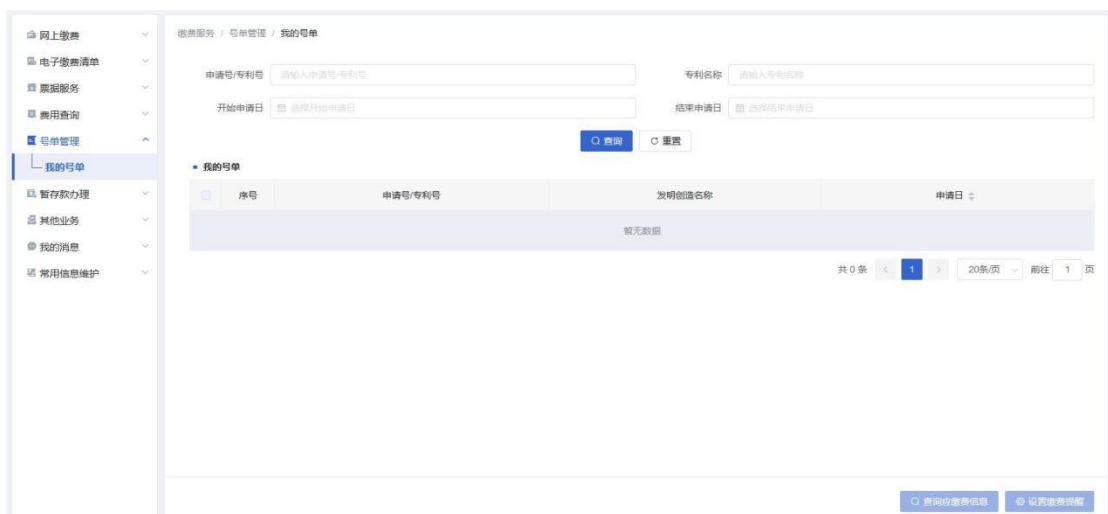 网上缴费
电子缴费清单
票据服务
费用查询
号单管理
我的号单
暂存款办理
其他业务
我的消息
常用信息维护
缴费服务 / 号单管理 / 我的号单
申请号/专利号 请输入申请号/专利号 专利名称 请输入专利名称
开始申请日 选择开始申请日 结束申请日 选择结束申请日
查询 重置
我的号单
序号 申请号/专利号 发明创造名称 申请日
暂无数据
共 0 条 1 20条/页 前往 1 页
查询应缴费信息 设置缴费提醒